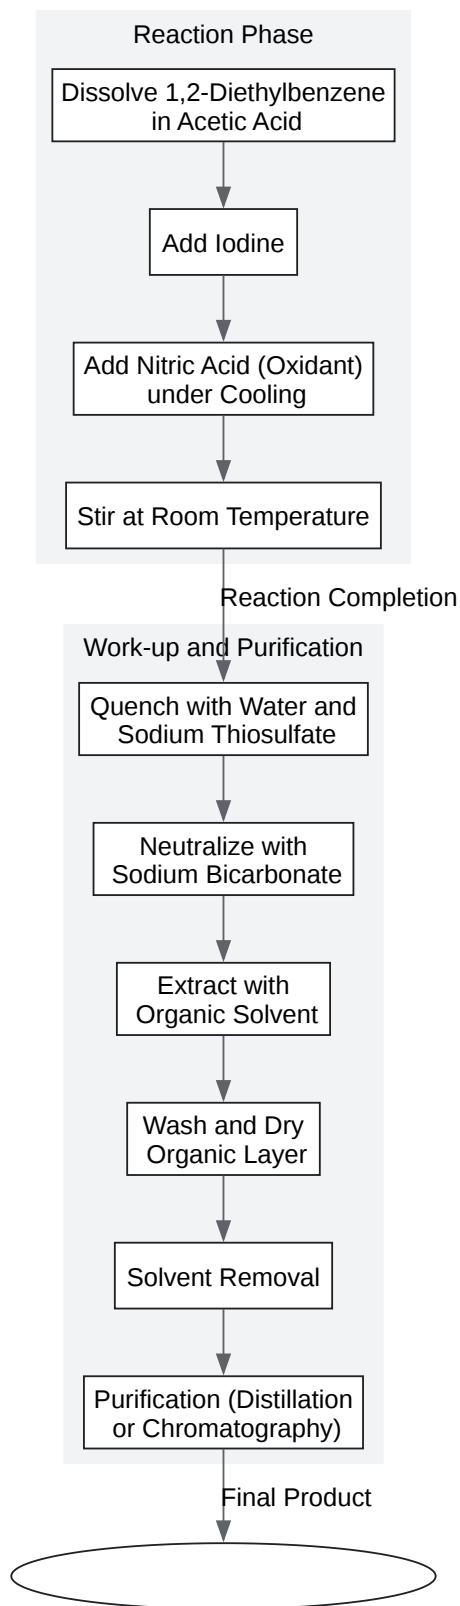 Reaction Phase
Dissolve 1,2-Diethylbenzene
in Acetic Acid
Add Iodine
Add Nitric Acid (Oxidant)
under Cooling
Stir at Room Temperature
Reaction Completion
Work-up and Purification
Quench with Water and
Sodium Thiosulfate
Neutralize with
Sodium Bicarbonate
Extract with
Organic Solvent
Wash and Dry
Organic Layer
Solvent Removal
Purification (Distillation
or Chromatography)
Final Product